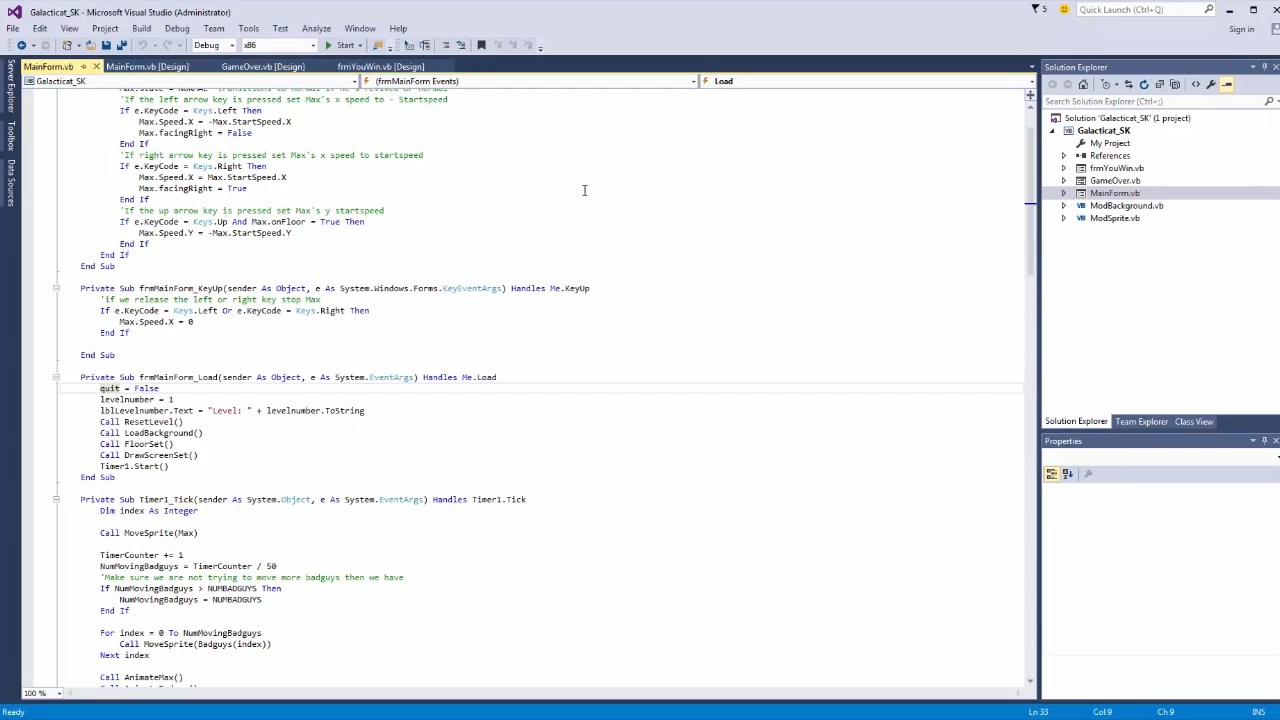 Galacticat_SK - Microsoft Visual Studio (Administrator)
5
Quick Launch (Ctrl+Q)
File Edit View Project Build Debug Team Tools Test Analyze Window Help
Sign in
Debug x86 Start
MainForm.vb MainForm.vb [Design] GameOver.vb [Design] frmYouWin.vb [Design]
Galacticat_SK (frmMainForm Events) Load
Server Explorer
Toolbox
Data Sources
'If the left arrow key is pressed set Max's x speed to - Startspeed
If e.KeyCode = Keys.Left Then
Max.Speed.X = -Max.StartSpeed.X
Max.facingRight = False
End If
'If right arrow key is pressed set Max's x speed to startspeed
If e.KeyCode = Keys.Right Then
Max.Speed.X = Max.StartSpeed.X
Max.facingRight = True
End If
'If the up arrow key is pressed set Max's y startspeed
If e.KeyCode = Keys.Up And Max.onFloor = True Then
Max.Speed.Y = -Max.StartSpeed.Y
End If
End If
End Sub
Private Sub frmMainForm_KeyUp(sender As Object, e As System.Windows.Forms.KeyEventArgs) Handles Me.KeyUp
'if we release the left or right key stop Max
If e.KeyCode = Keys.Left Or e.KeyCode = Keys.Right Then
Max.Speed.X = 0
End If
End Sub
Private Sub frmMainForm_Load(sender As Object, e As System.EventArgs) Handles Me.Load
quit = False
levelnumber = 1
lblLevelnumber.Text = "Level: " + levelnumber.ToString
Call ResetLevel()
Call LoadBackground()
Call FloorSet()
Call DrawScreenSet()
Timer1.Start()
End Sub
Private Sub Timer1_Tick(sender As System.Object, e As System.EventArgs) Handles Timer1.Tick
Dim index As Integer
Call MoveSprite(Max)
TimerCounter += 1
NumMovingBadguys = TimerCounter / 50
'Make sure we are not trying to move more badguys then we have
If NumMovingBadguys > NUMBADGUYS Then
NumMovingBadguys = NUMBADGUYS
End If
For index = 0 To NumMovingBadguys
Call MoveSprite(Badguys(index))
Next index
Call AnimateMax()
100 %
Solution Explorer
Search Solution Explorer (Ctrl+;)
Solution 'Galacticat_SK' (1 project)
Galacticat_SK
My Project
References
frmYouWin.vb
GameOver.vb
MainForm.vb
ModBackground.vb
ModSprite.vb
Solution Explorer Team Explorer Class View
Properties
Ready Ln 33 Col 9 Ch 9 INS